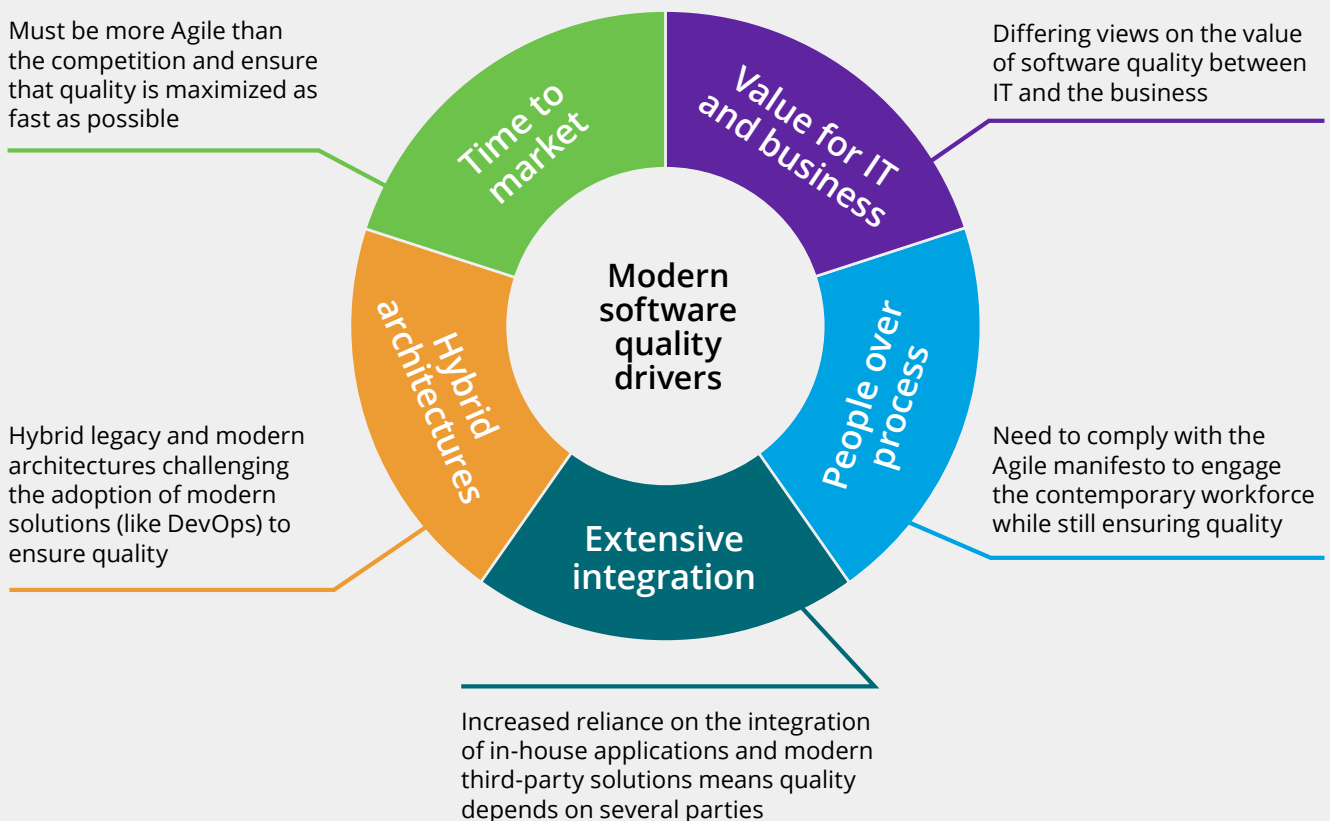 Must be more Agile than
the competition and ensure
that quality is maximized as
fast as possible
Time to
market
Value for IT
and business
Differing views on the value
of software quality between
IT and the business
Modern
software
quality
drivers
Hybrid
architectures
People over
process
Hybrid legacy and modern
architectures challenging
the adoption of modern
solutions (like DevOps) to
ensure quality
Need to comply with the
Agile manifesto to engage
the contemporary workforce
while still ensuring quality
Extensive
integration
Increased reliance on the integration
of in-house applications and modern
third-party solutions means quality
depends on several parties